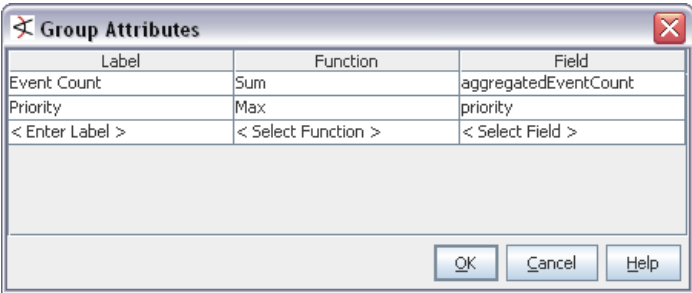 Group Attributes
Label Function Field
Event Count Sum aggregatedEventCount
Priority Max priority
< Enter Label > < Select Function > < Select Field >
OK Cancel Help